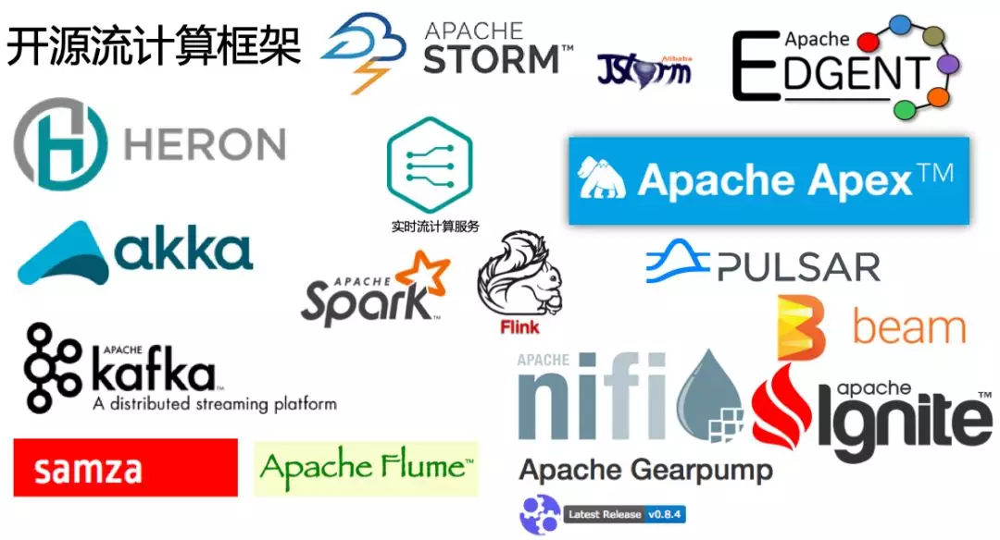 开源流计算框架
APACHE
STORM™
Alibaba
JStorm
Apache
EDGENT
HERON
实时流计算服务
Apache Apex™
akka
APACHE
Spark™
Flink
PULSAR
beam
APACHE
kafka™
A distributed streaming platform
APACHE
nifi
apache
Ignite™
samza
Apache Flume™
Apache Gearpump
Latest Release v0.8.4